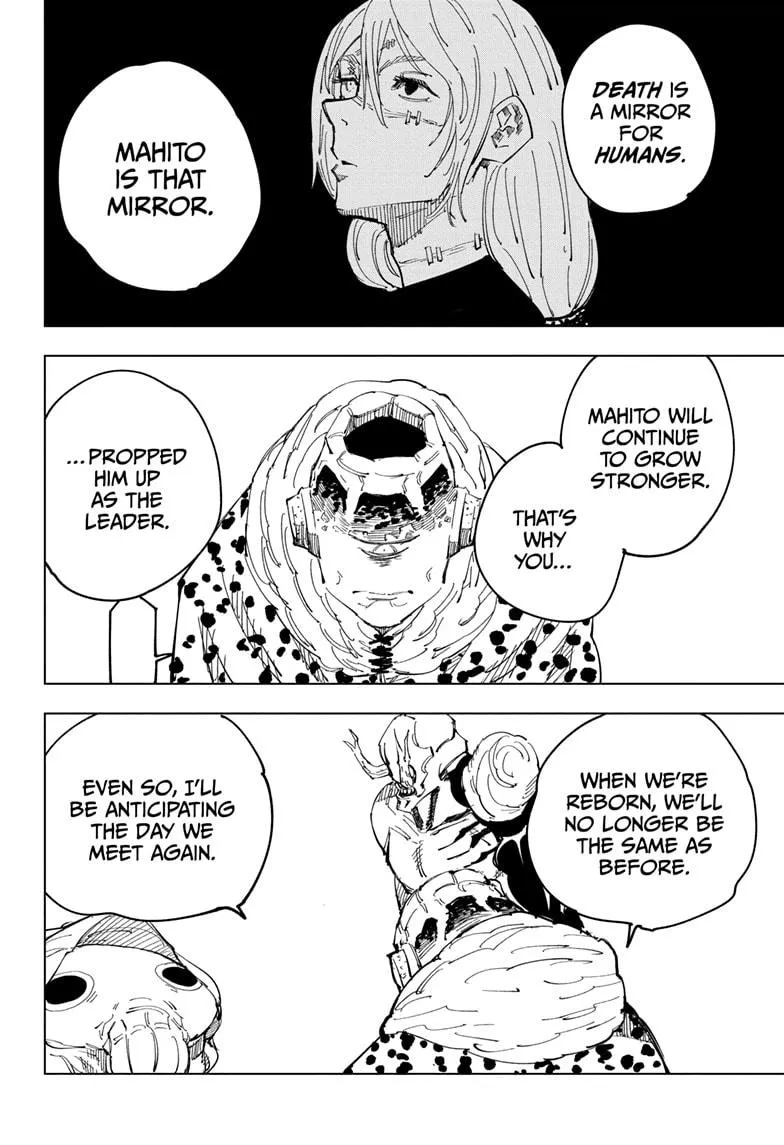 DEATH IS
A MIRROR
FOR
HUMANS.
MAHITO
IS THAT
MIRROR.
MAHITO WILL
CONTINUE
TO GROW
STRONGER.
THAT'S
WHY
YOU...
...PROPPED
HIM UP
AS THE
LEADER.
WHEN WE'RE
REBORN, WE'LL
NO LONGER BE
THE SAME AS
BEFORE.
EVEN SO, I'LL
BE ANTICIPATING
THE DAY WE
MEET AGAIN.